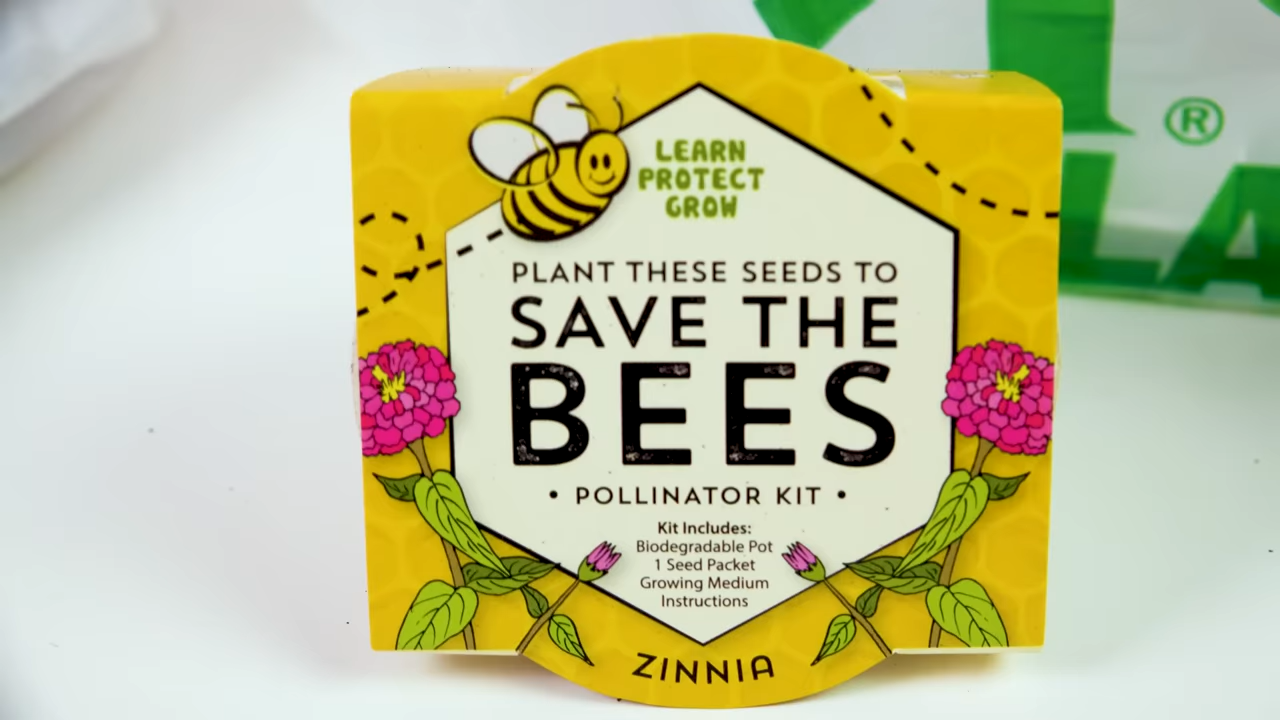 LEARN
PROTECT
GROW
PLANT THESE SEEDS TO
SAVE THE
BEES
• POLLINATOR KIT •
Kit Includes:
Biodegradable Pot
1 Seed Packet
Growing Medium
Instructions
ZINNIA
®
LA